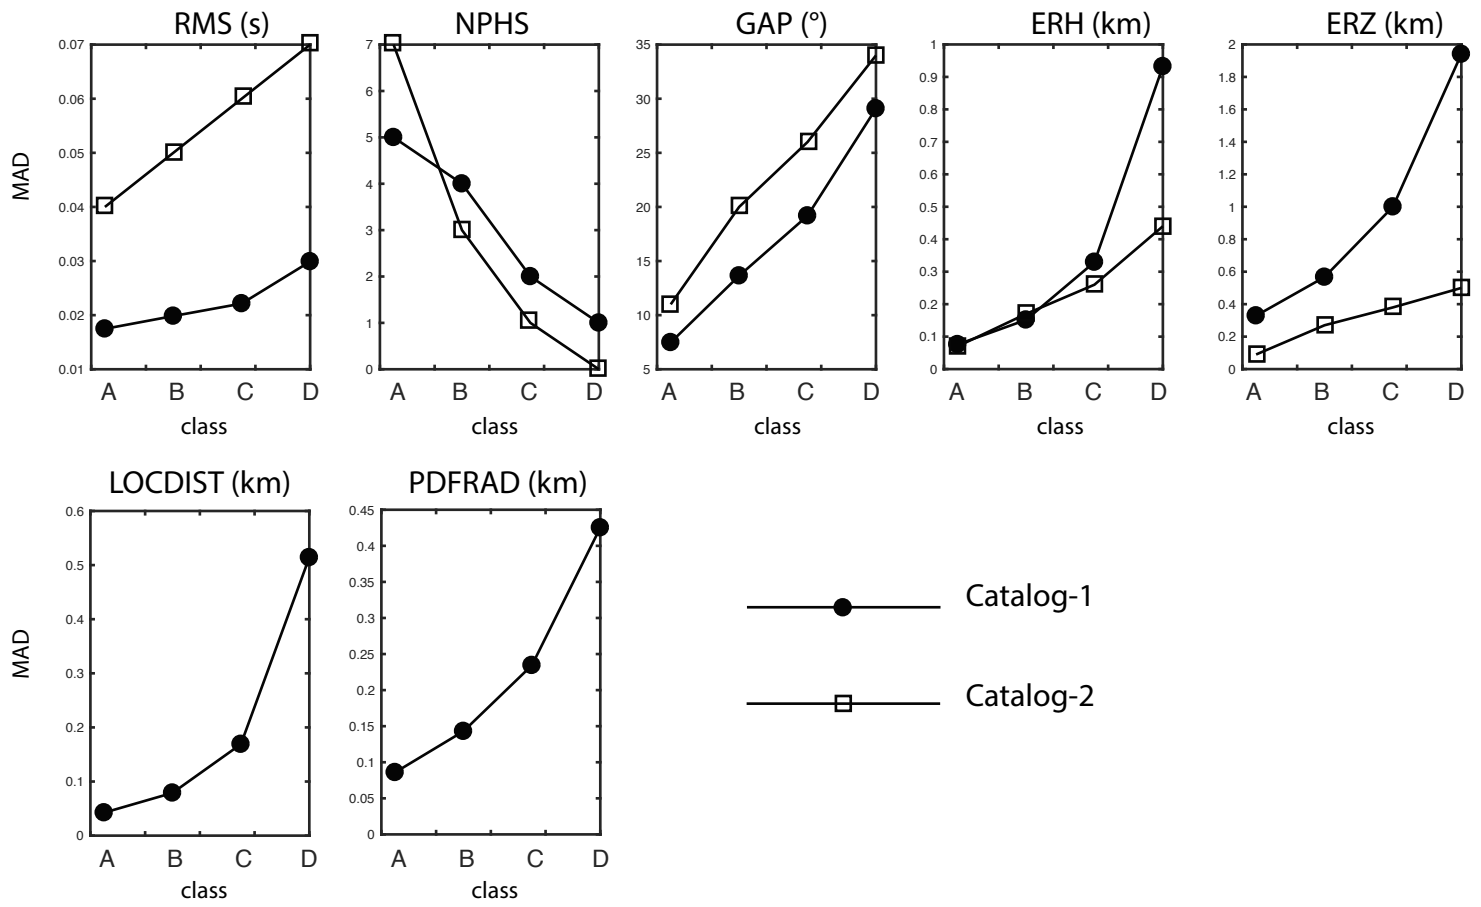 RMS (s)
NPHS
GAP (°)
ERH (km)
ERZ (km)
MAD
0.07
0.06
0.05
0.04
0.03
0.02
0.01
A B C D
class
7
6
5
4
3
2
1
0
A B C D
class
35
30
25
20
15
10
5
A B C D
class
1
0.9
0.8
0.7
0.6
0.5
0.4
0.3
0.2
0.1
0
A B C D
class
2
1.8
1.6
1.4
1.2
1
0.8
0.6
0.4
0.2
0
A B C D
class
LOCDIST (km)
PDFRAD (km)
MAD
0.6
0.5
0.4
0.3
0.2
0.1
0
A B C D
class
0.45
0.4
0.35
0.3
0.25
0.2
0.15
0.1
0.05
0
A B C D
class
Catalog-1
Catalog-2